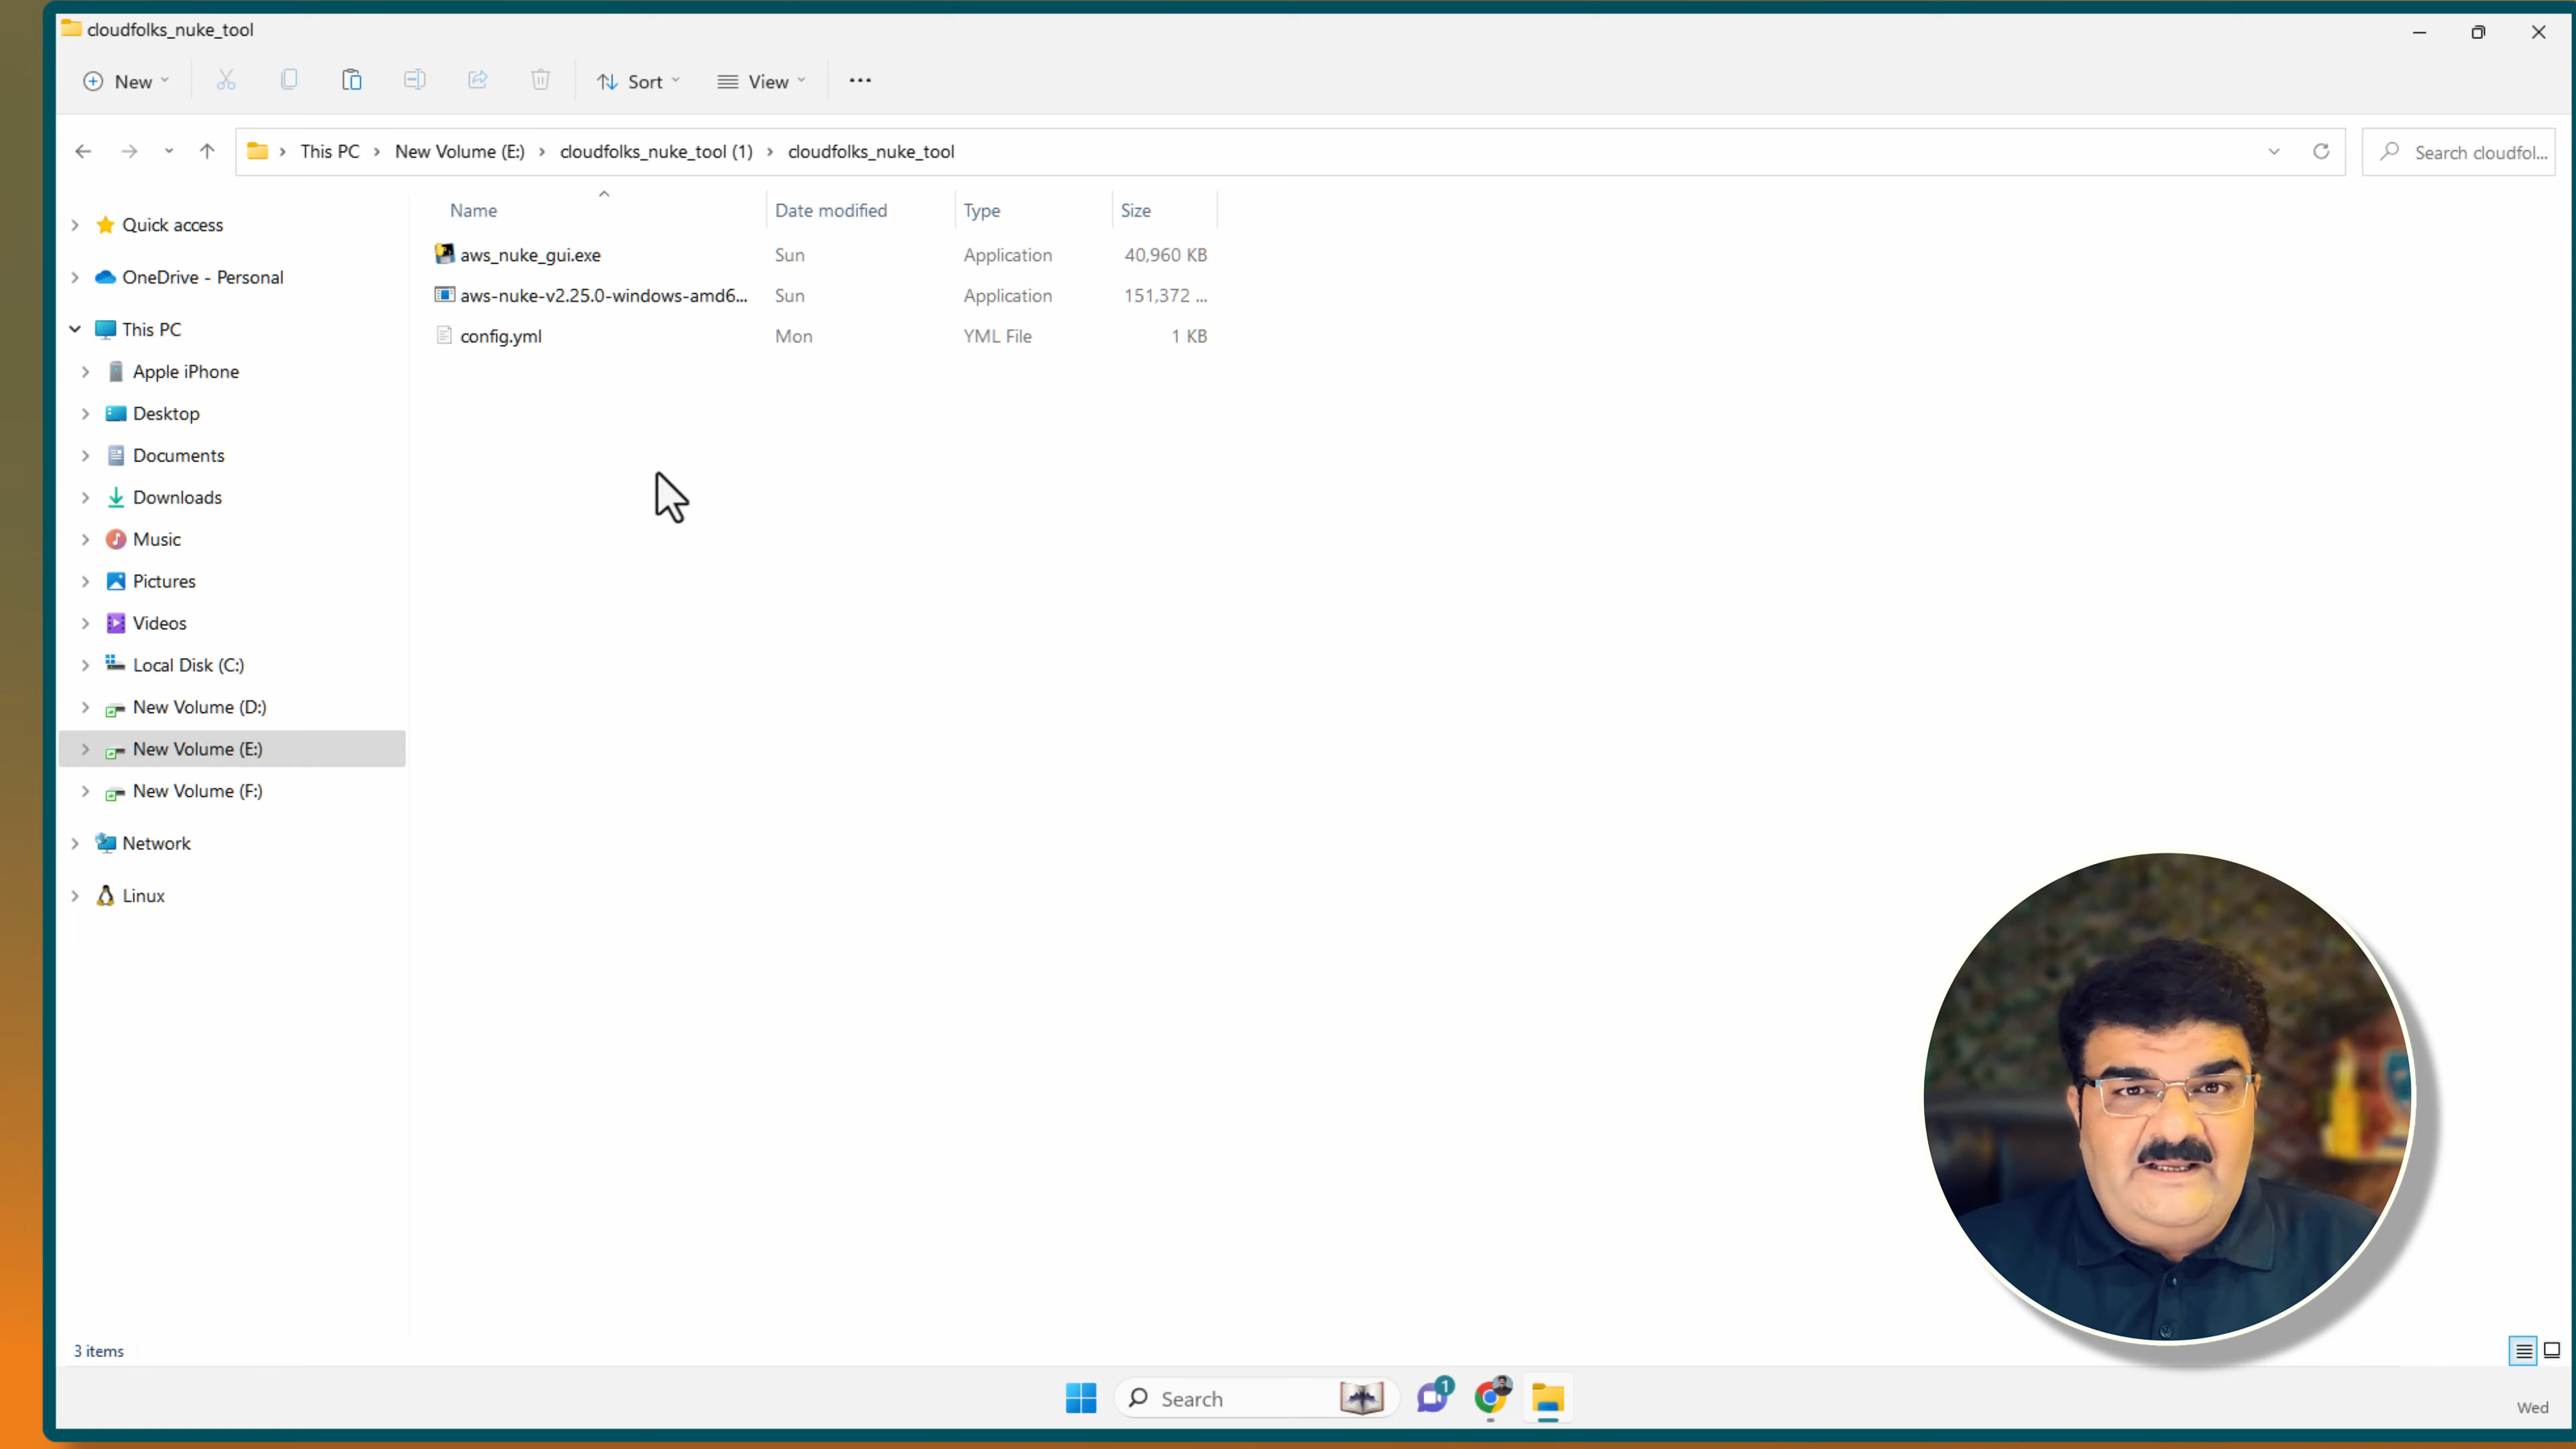 cloudfolks_nuke_tool
New
Sort
View
This PC
New Volume (E:)
cloudfolks_nuke_tool (1)
cloudfolks_nuke_tool
Search cloudfol...
Name
Date modified
Type
Size
aws_nuke_gui.exe
Sun
Application
40,960 KB
aws-nuke-v2.25.0-windows-amd6...
Sun
Application
151,372 ...
config.yml
Mon
YML File
1 KB
Quick access
OneDrive - Personal
This PC
Apple iPhone
Desktop
Documents
Downloads
Music
Pictures
Videos
Local Disk (C:)
New Volume (D:)
New Volume (E:)
New Volume (F:)
Network
Linux
3 items
Search
1
Wed